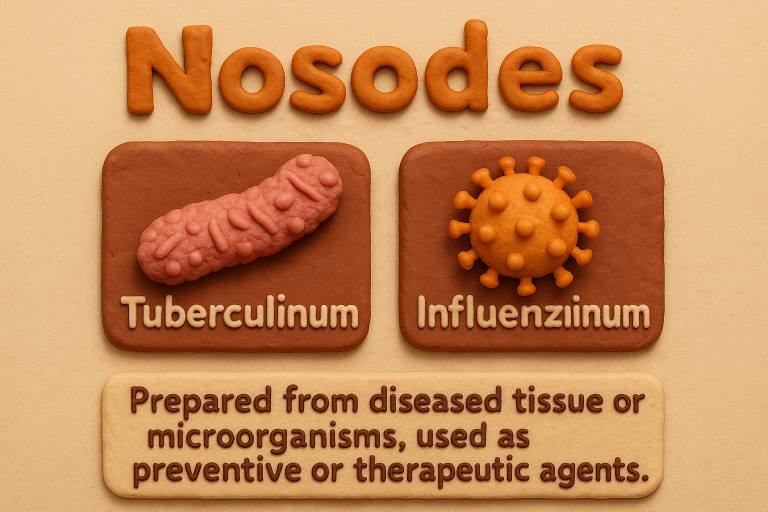 Nosodes
Tuberculinum
Influenziinum
Prepared from diseased tissue or
microorganisms, used as
preventive or therapeutic agents.